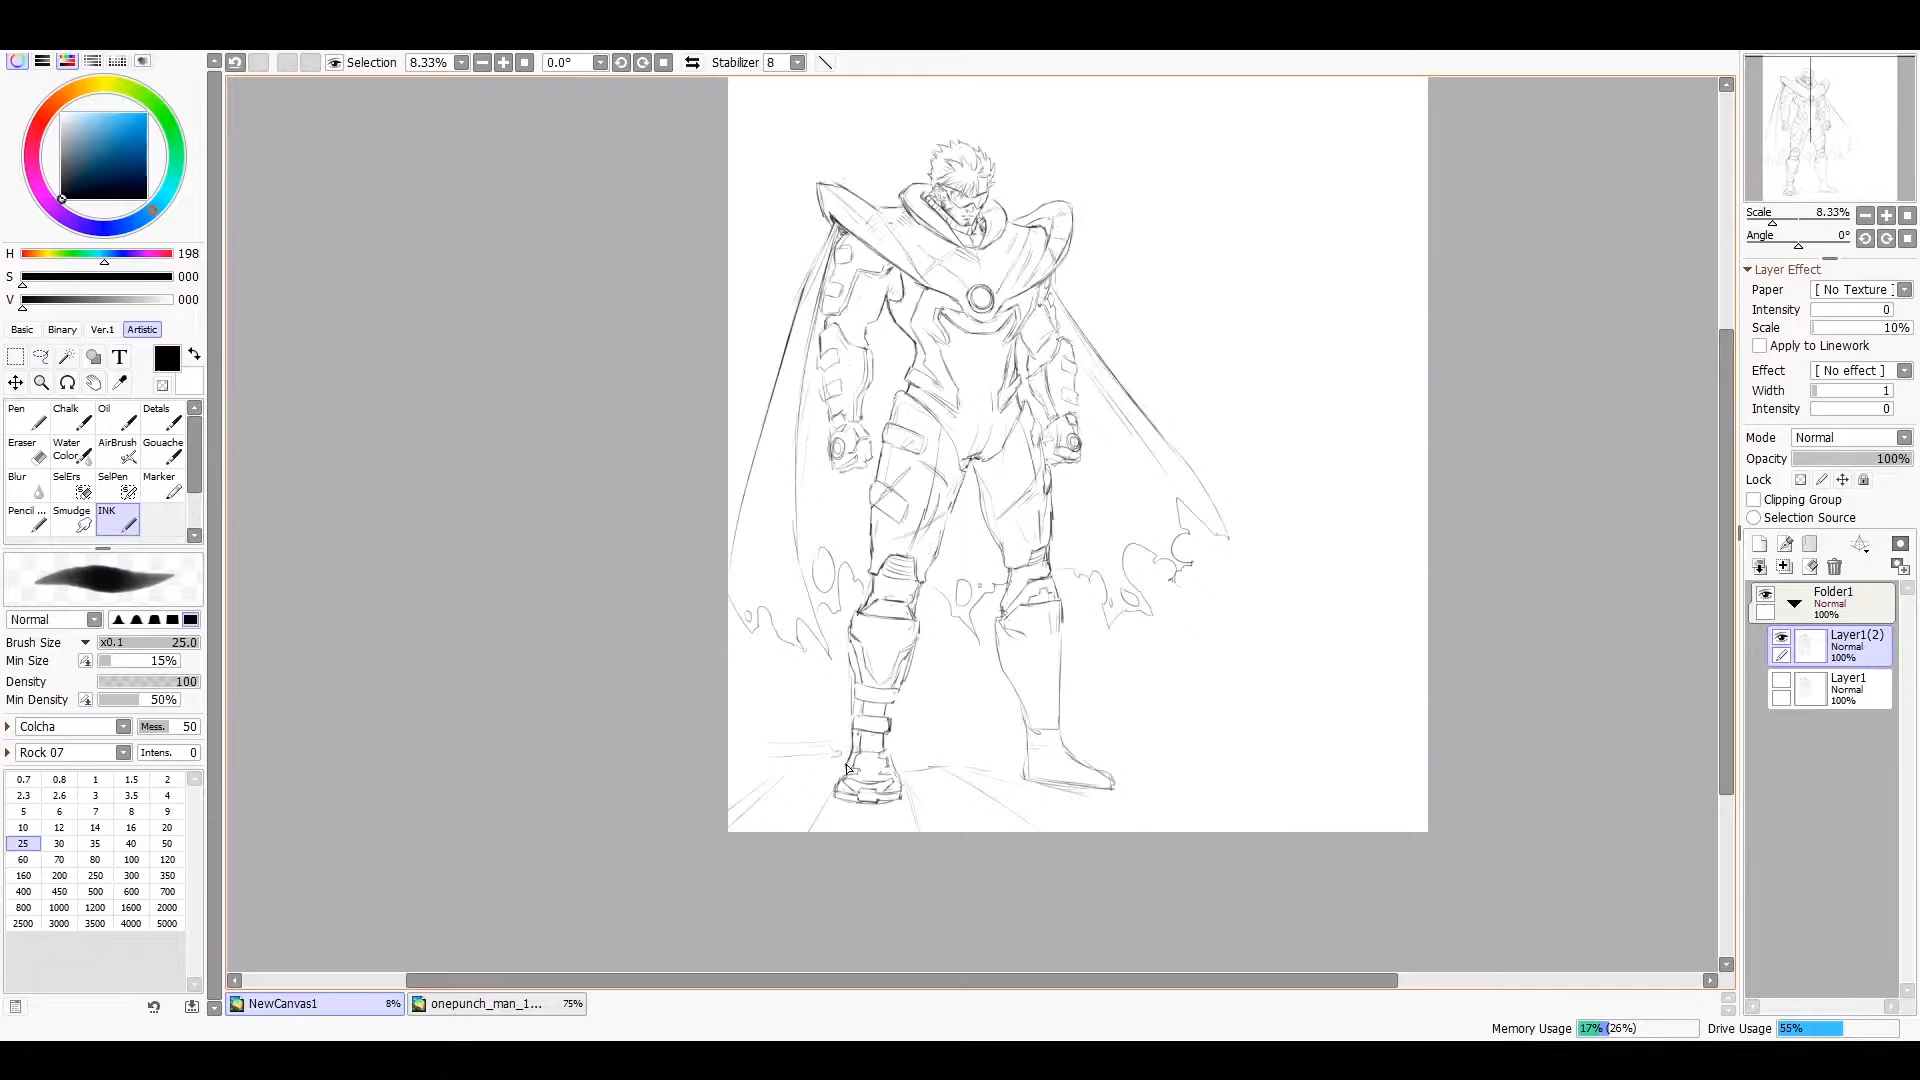 Selection 8.33% 0.0° Stabilizer 8
H 198
S 000
V 000
Basic Binary Ver.1 Artistic
T
Pen Chalk Oil Detals
Eraser Water Color AirBrush Gouache
Blur SelErs SelPen Marker
Pencil ... Smudge INK
Normal
Brush Size x0.1 25.0
Min Size 15%
Density 100
Min Density 50%
Colcha Mess. 50
Rock 07 Intens. 0
0.7 0.8 1 1.5 2
2.3 2.6 3 3.5 4
5 6 7 8 9
10 12 14 16 20
25 30 35 40 50
60 70 80 100 120
160 200 250 300 350
400 450 500 600 700
800 1000 1200 1600 2000
2500 3000 3500 4000 5000
NewCanvas1 8% onepunch_man_1... 75%
Scale 8.33%
Angle 0°
Layer Effect
Paper [ No Texture ]
Intensity 0
Scale 10%
Apply to Linework
Effect [ No effect ]
Width 1
Intensity 0
Mode Normal
Opacity 100%
Lock
Clipping Group
Selection Source
Folder1
Normal
100%
Layer1(2)
Normal
100%
Layer1
Normal
100%
Memory Usage 17% (26%) Drive Usage 55%